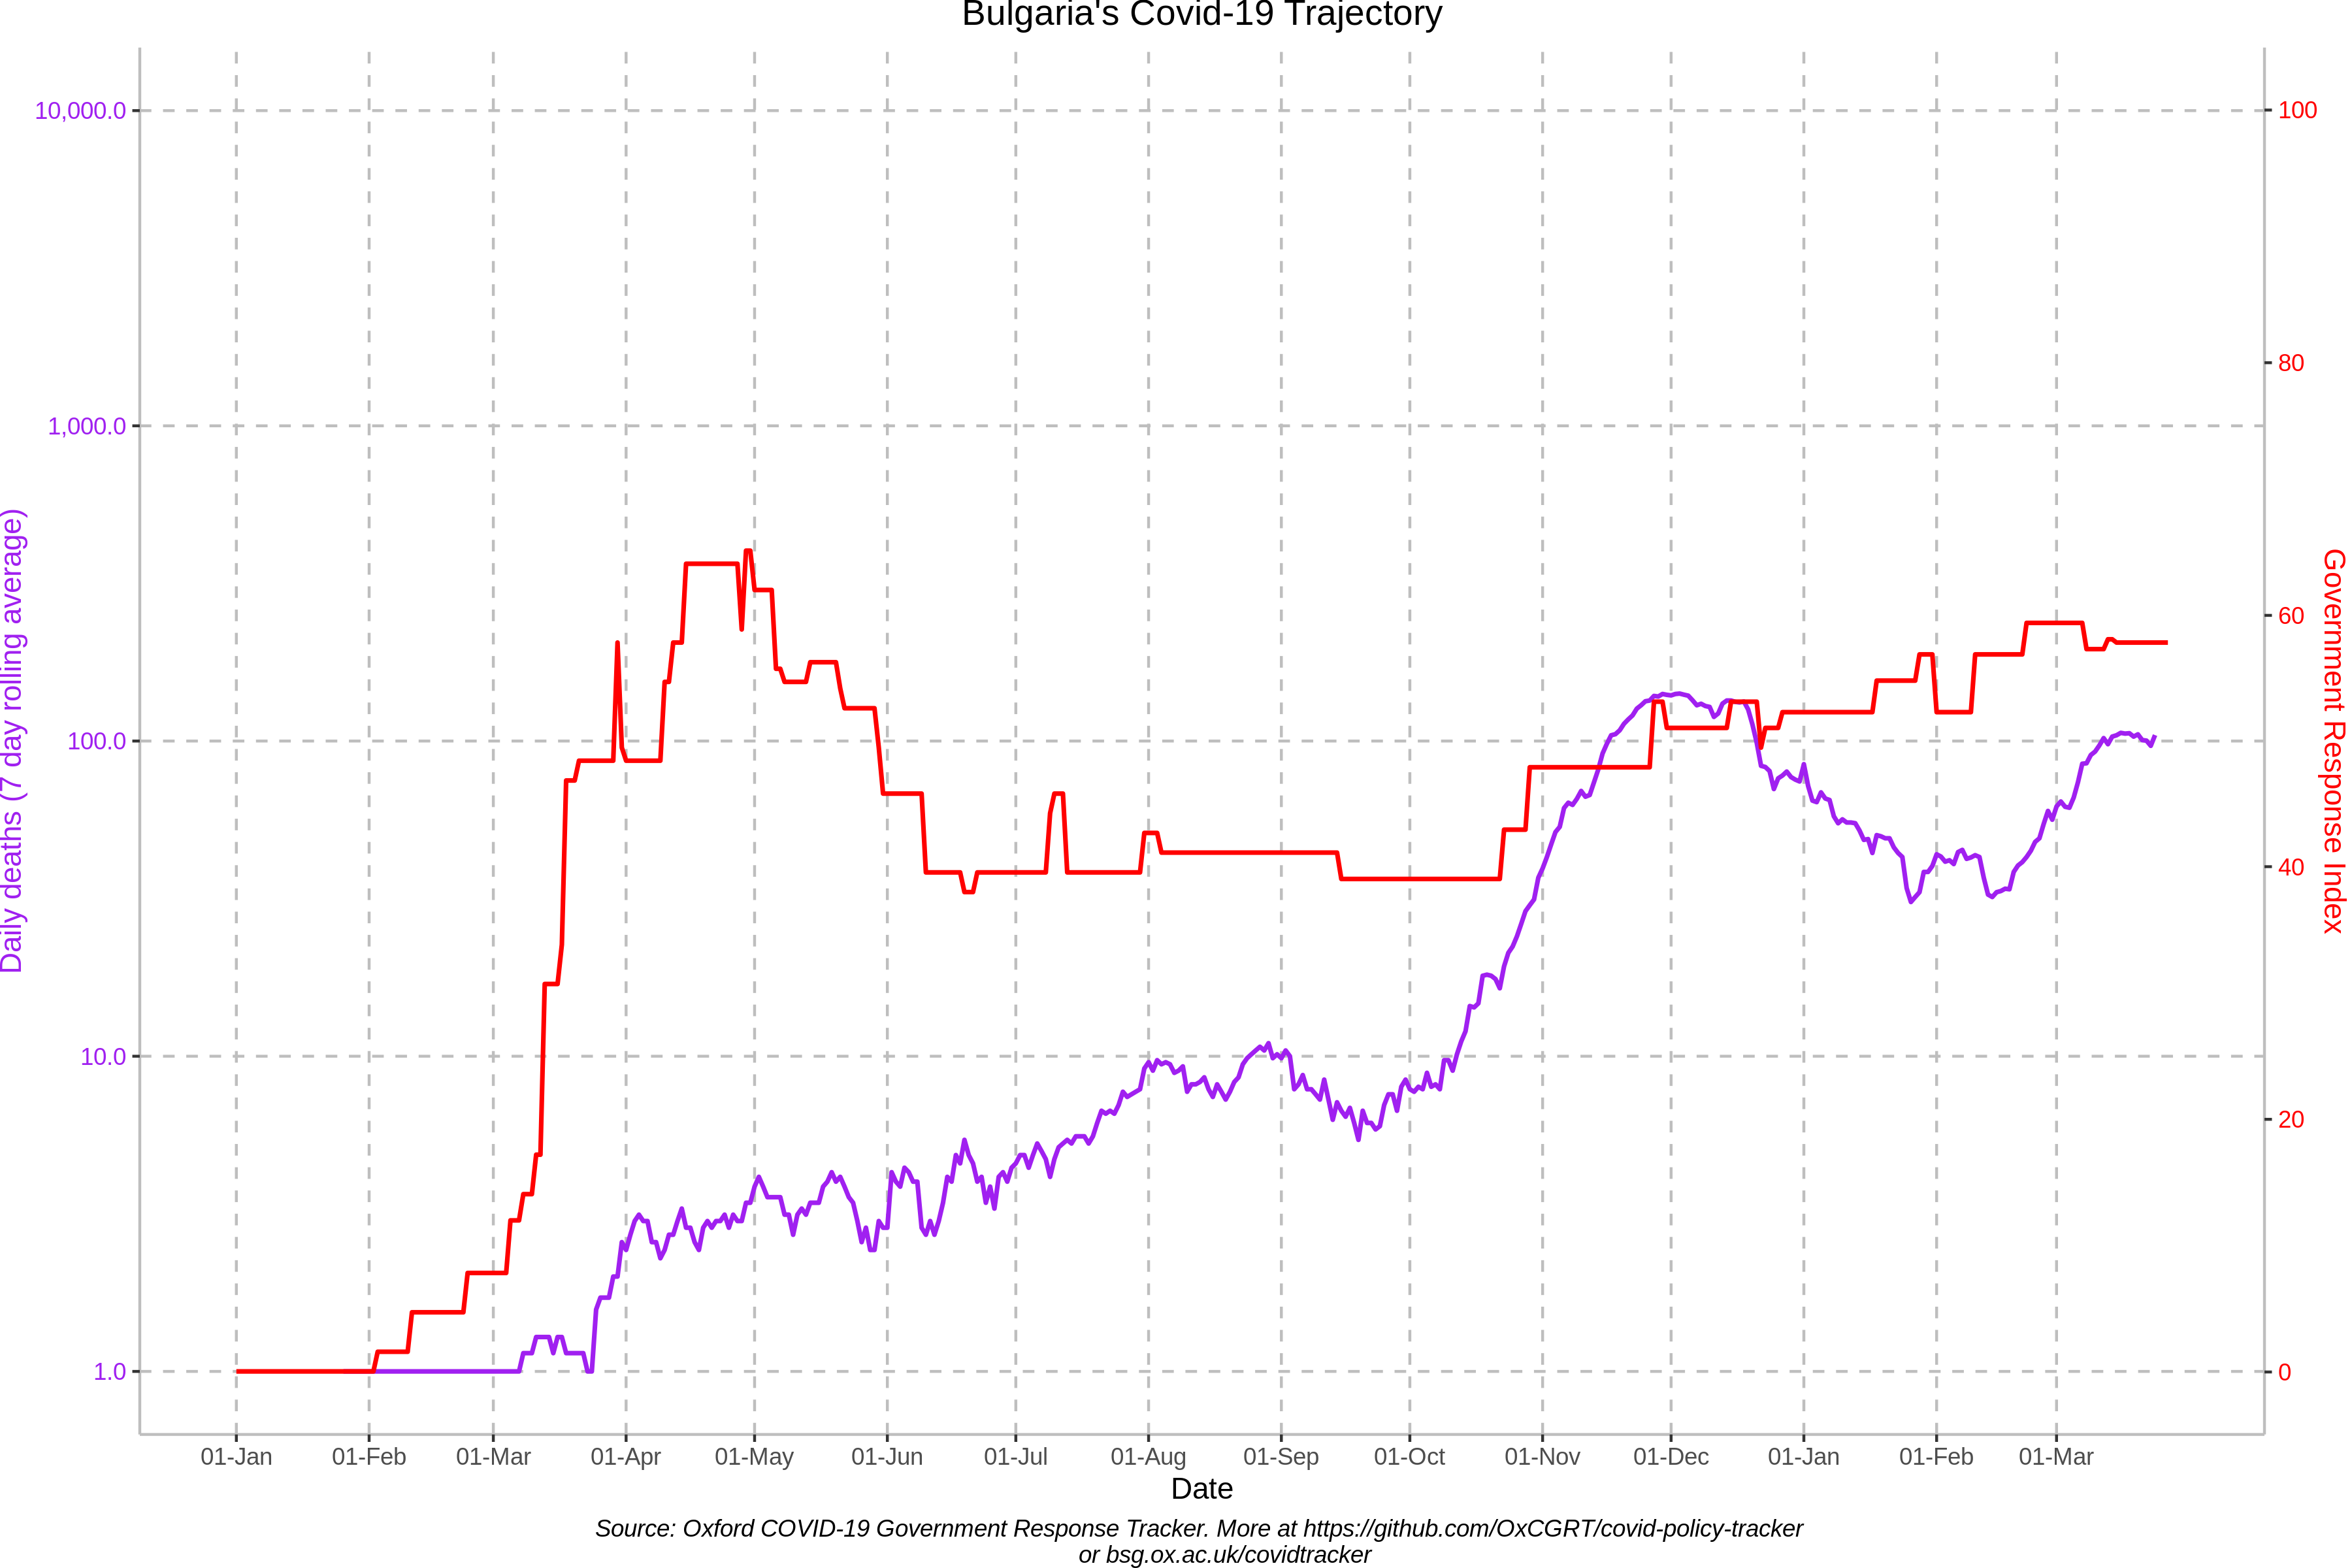 Bulgaria's Covid-19 Trajectory
10,000.0
1,000.0
100.0
10.0
1.0
Daily deaths (7 day rolling average)
100
80
60
40
20
0
Government Response Index
01-Jan 01-Feb 01-Mar 01-Apr 01-May 01-Jun 01-Jul 01-Aug 01-Sep 01-Oct 01-Nov 01-Dec 01-Jan 01-Feb 01-Mar
Date
Source: Oxford COVID-19 Government Response Tracker. More at https://github.com/OxCGRT/covid-policy-tracker
or bsg.ox.ac.uk/covidtracker